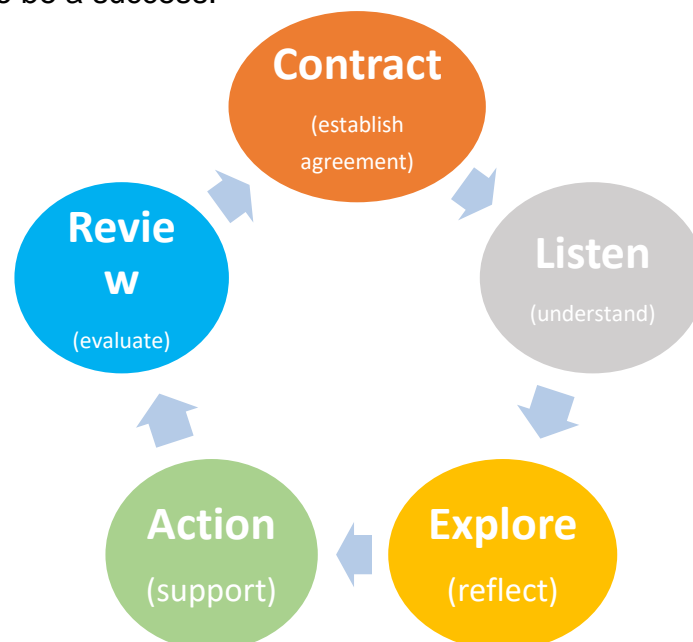 be a success.
Contract
(establish
agreement)
Listen
(understand)
Explore
(reflect)
Action
(support)
Revie
w
(evaluate)